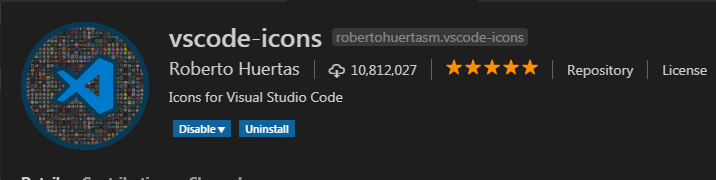 vscode-icons robertohuertasm.vscode-icons
Roberto Huertas | 10,812,027 | Repository | License
Icons for Visual Studio Code
Disable Uninstall